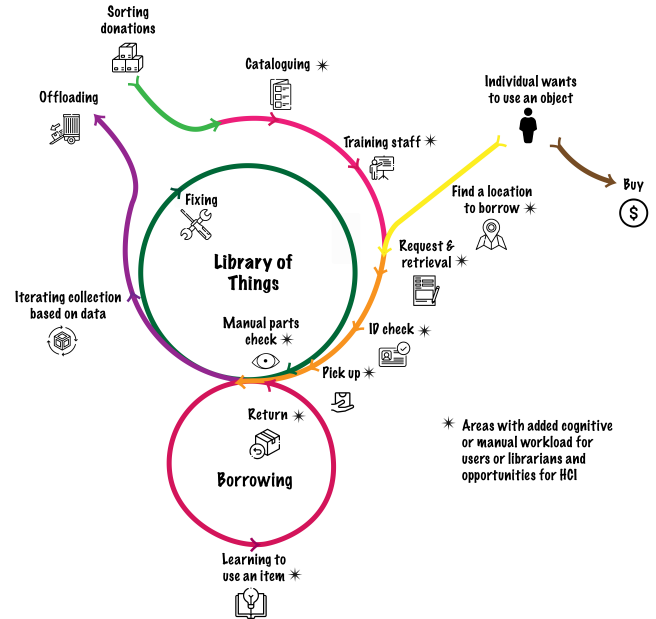 Sorting
donations
Cataloguing ✴
Offloading
Individual wants
to use an object
Training staff ✴
Buy
$
Fixing
Find a location
to borrow ✴
Request &
retrieval ✴
Library of
Things
Iterating collection
based on data
Manual parts
check ✴
ID check ✴
Pick up ✴
Return ✴
✴ Areas with added cognitive
or manual workload for
users or librarians and
opportunities for HCI
Borrowing
Learning to
use an item ✴